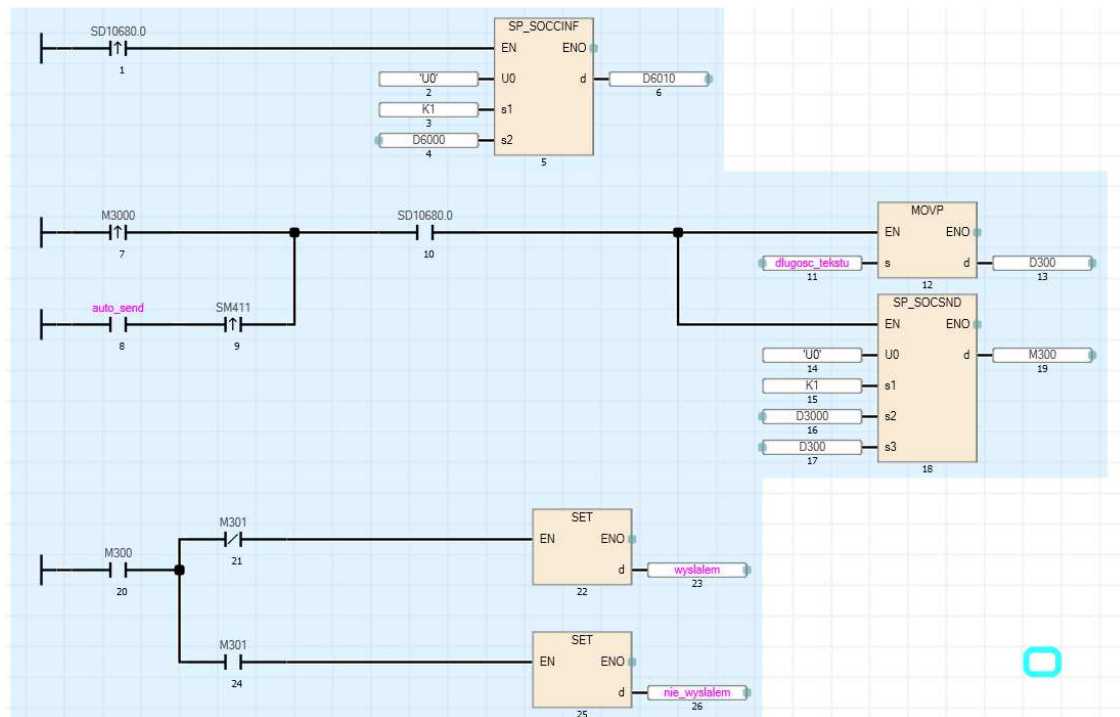 SD10680.0
1
SP_SOCCINF
EN ENO
'U0' U0 d D6010
2 6
K1 s1
3
D6000 s2
4 5
M3000 SD10680.0 MOVP
EN ENO
7 10
dlugosc_tekstu s d D300
11 12 13
auto_send SM411 SP_SOCSND
EN ENO
8 9
'U0' U0 d M300
14 19
K1 s1
15
D3000 s2
16
D300 s3
17 18
M301 SET
EN ENO
M300 21
d wyslalem
20 22 23
M301 SET
EN ENO
24
d nie_wyslalem
25 26